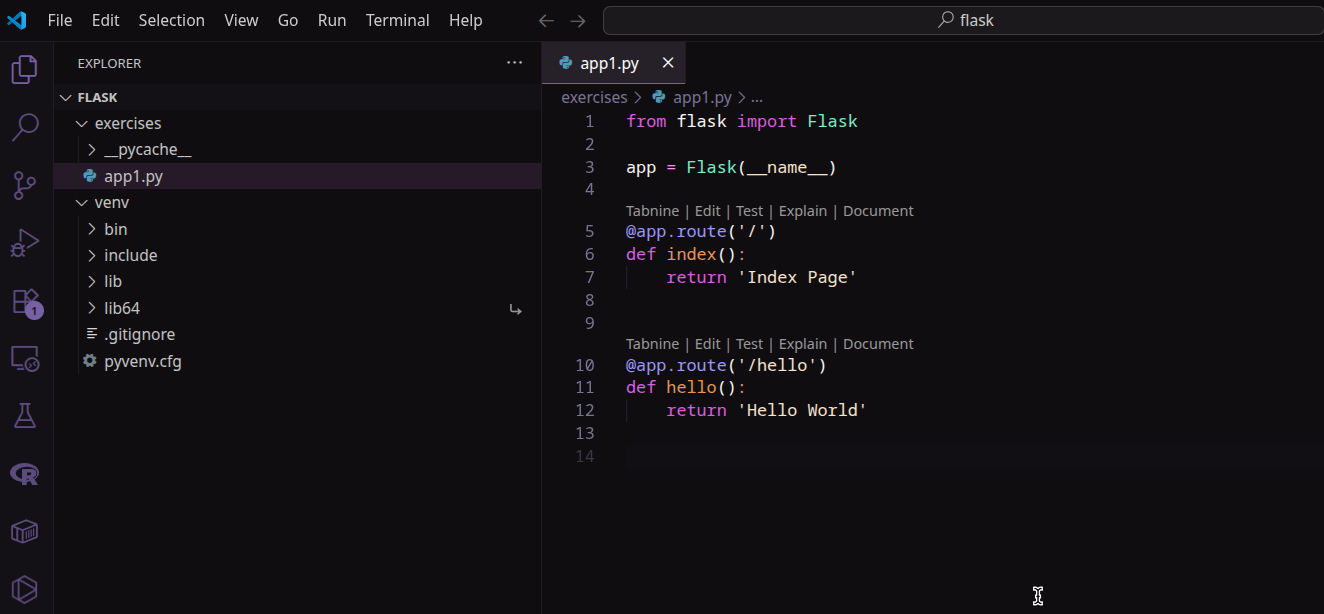 File Edit Selection View Go Run Terminal Help
flask
EXPLORER
FLASK
exercises
__pycache__
app1.py
venv
bin
include
lib
lib64
.gitignore
pyvenv.cfg
1
app1.py
exercises > app1.py > ...
1 from flask import Flask
2
3 app = Flask(__name__)
4
Tabnine | Edit | Test | Explain | Document
5 @app.route('/')
6 def index():
7     return 'Index Page'
8
9
Tabnine | Edit | Test | Explain | Document
10 @app.route('/hello')
11 def hello():
12     return 'Hello World'
13
14